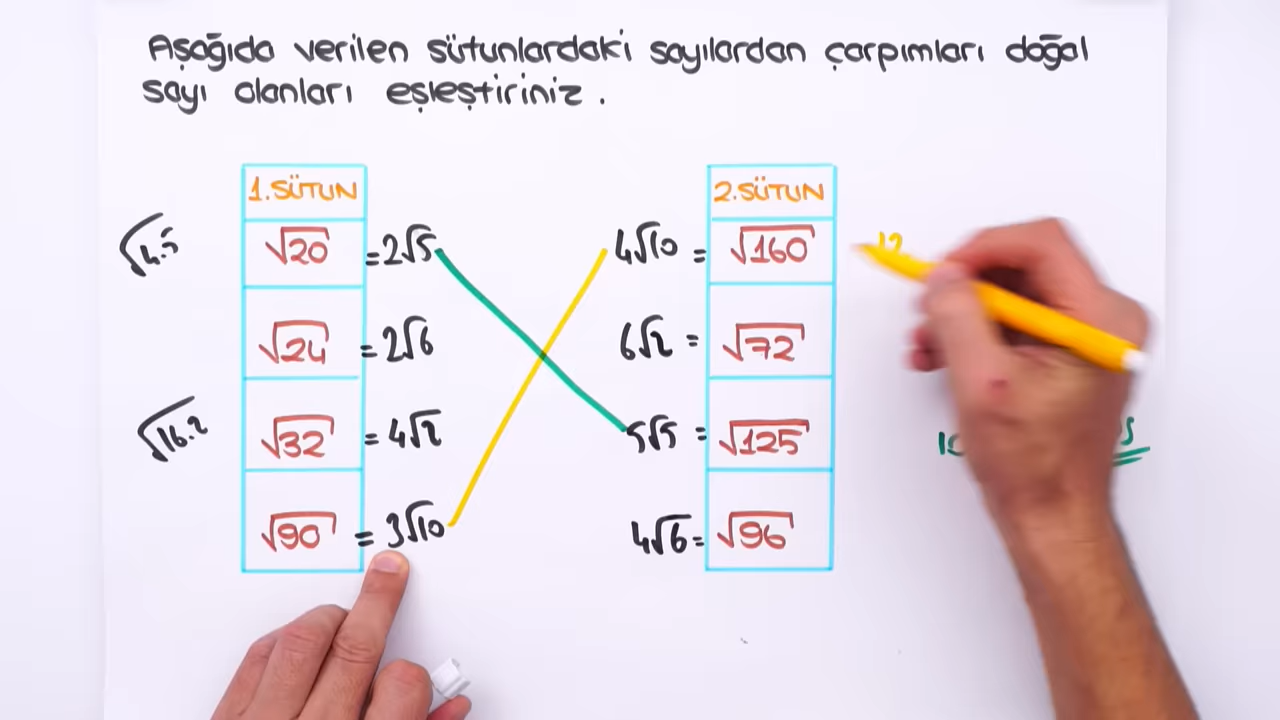 Aşağıda verilen sütunlardaki sayılardan çarpımları doğal
sayı olanları eşleştiriniz.
1.SÜTUN
2.SÜTUN
√4.5 √20 = 2√5 4√10 = √160 12
√24 = 2√6 6√2 = √72
√16.2 √32 = 4√2 5√5 = √125
√90 = 3√10 4√6 = √96